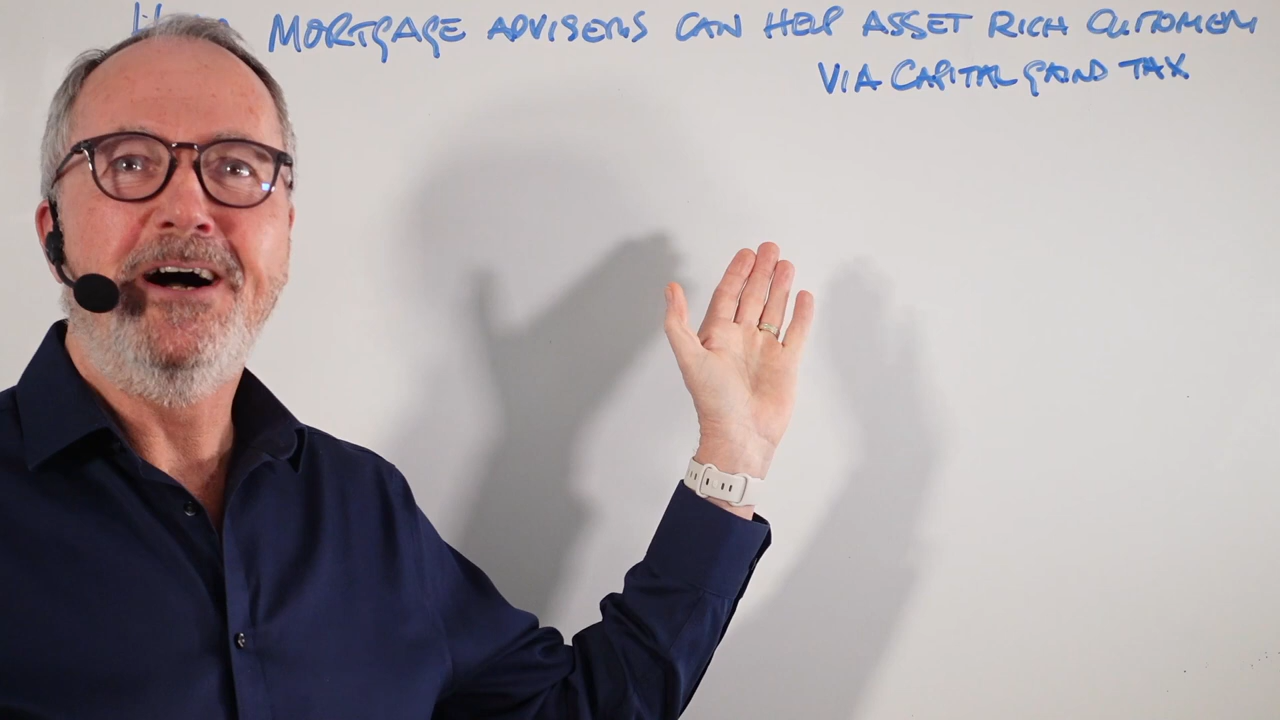 MORTGAGE ADVISERS CAN HELP ASSET RICH CUSTOMERS
VIA CAPITAL GAINS TAX